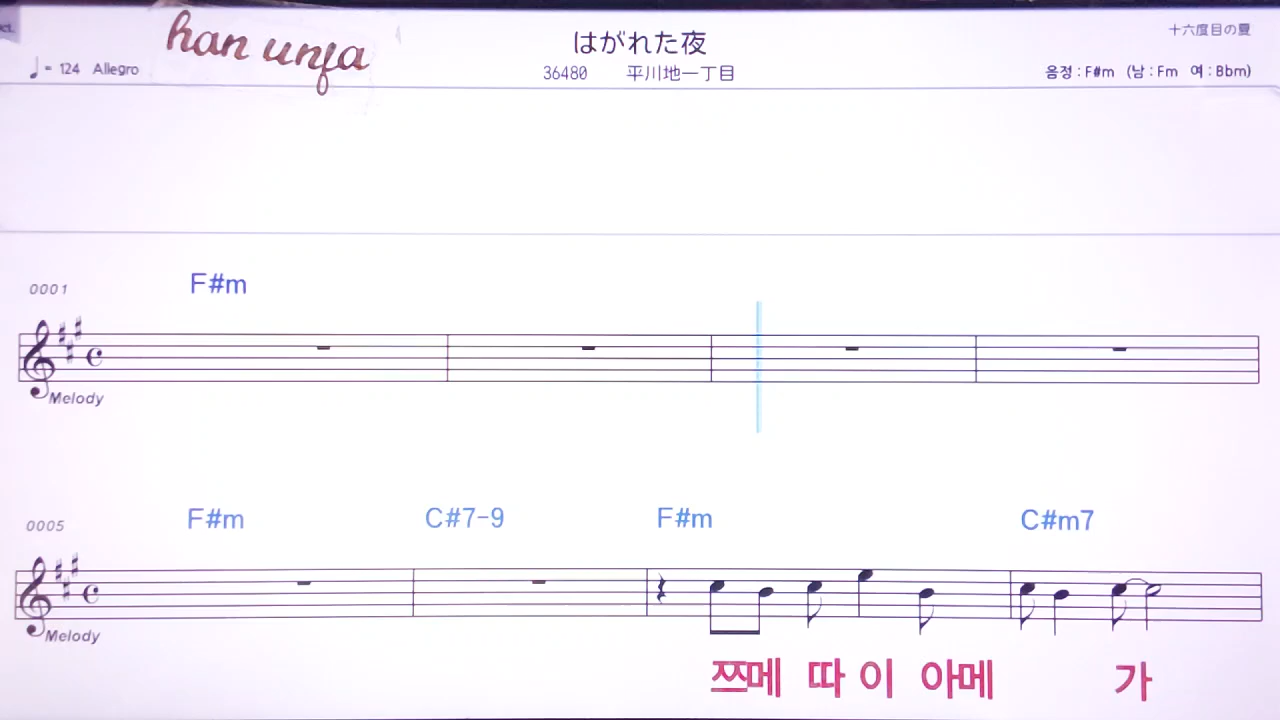 ct.
han unfa
はがれた夜
十六度目の夏
♩= 124 Allegro
36480 平川地一丁目
음정 : F#m (남 : Fm 여 : Bbm)
0001 F#m
Melody
0005 F#m C#7-9 F#m C#m7
Melody
쯔메 따 이 아메 가